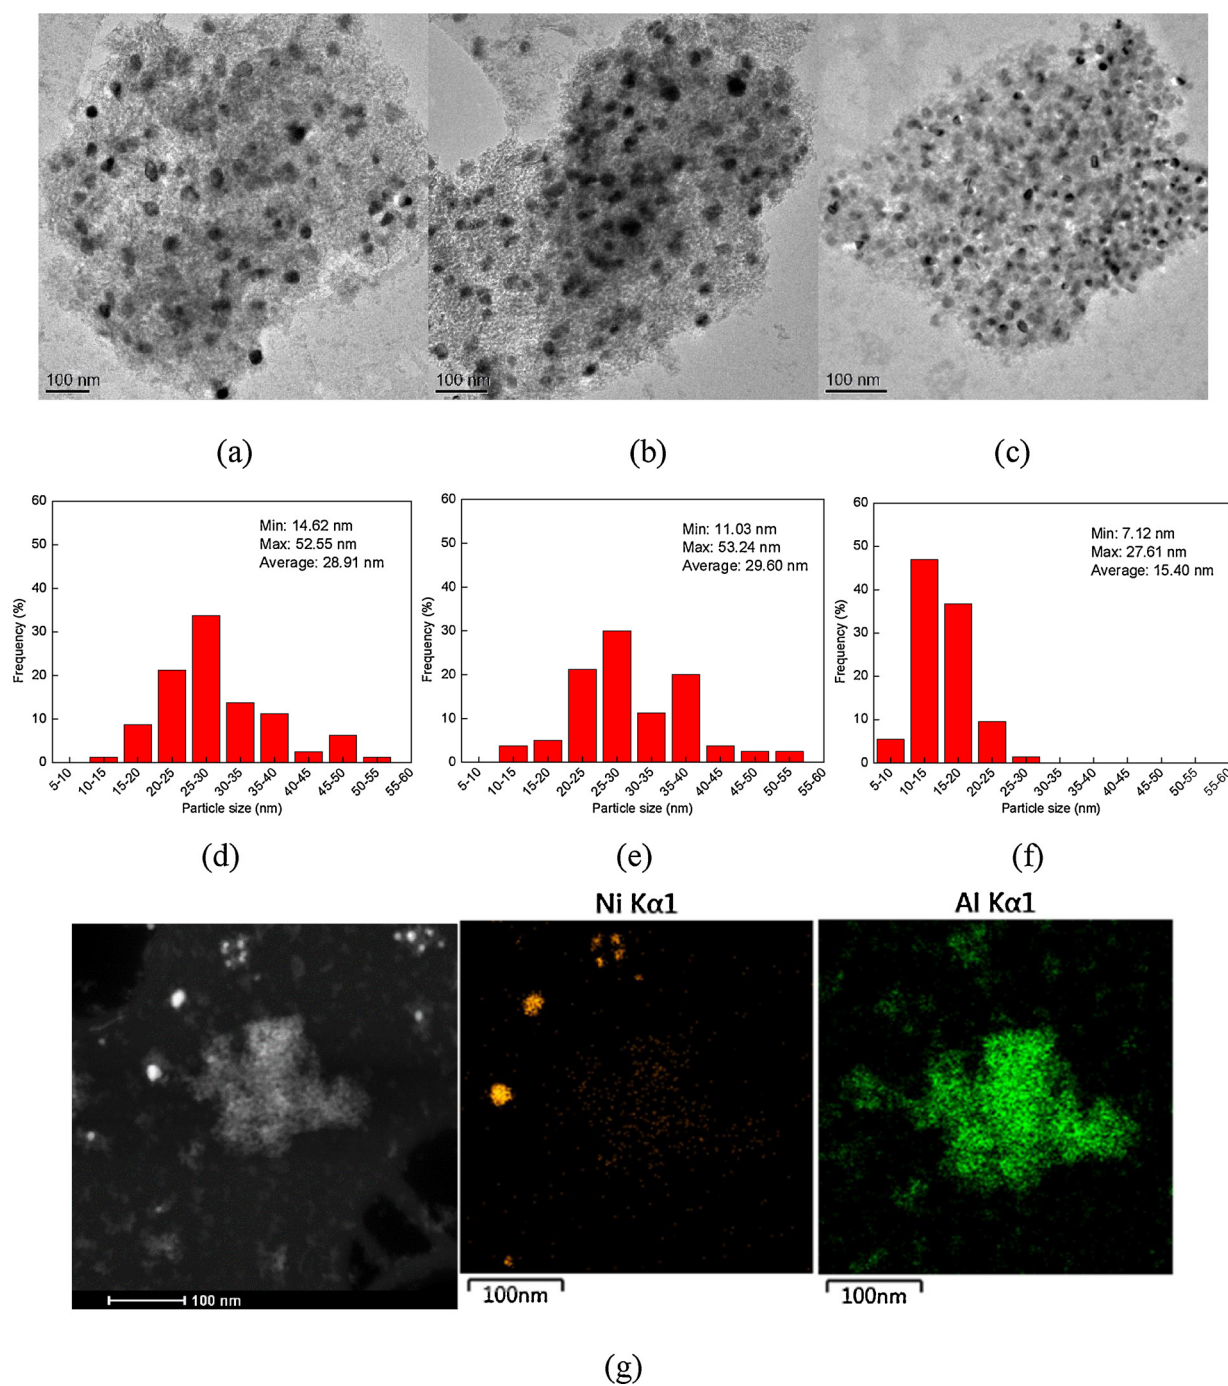 100 nm
100 nm
100 nm
(a)
(b)
(c)
60
50
40
30
20
10
0
Frequency (%)
Min: 14.62 nm
Max: 52.55 nm
Average: 28.91 nm
5-10
10-15
15-20
20-25
25-30
30-35
35-40
40-45
45-50
50-55
55-60
Particle size (nm)
60
50
40
30
20
10
0
Frequency (%)
Min: 11.03 nm
Max: 53.24 nm
Average: 29.60 nm
5-10
10-15
15-20
20-25
25-30
30-35
35-40
40-45
45-50
50-55
55-60
Particle size (nm)
60
50
40
30
20
10
0
Frequency (%)
Min: 7.12 nm
Max: 27.61 nm
Average: 15.40 nm
5-10
10-15
15-20
20-25
25-30
30-35
35-40
40-45
45-50
50-55
55-60
Particle size (nm)
(d)
(e)
(f)
Ni Kα1
Al Kα1
100 nm
100nm
100nm
(g)